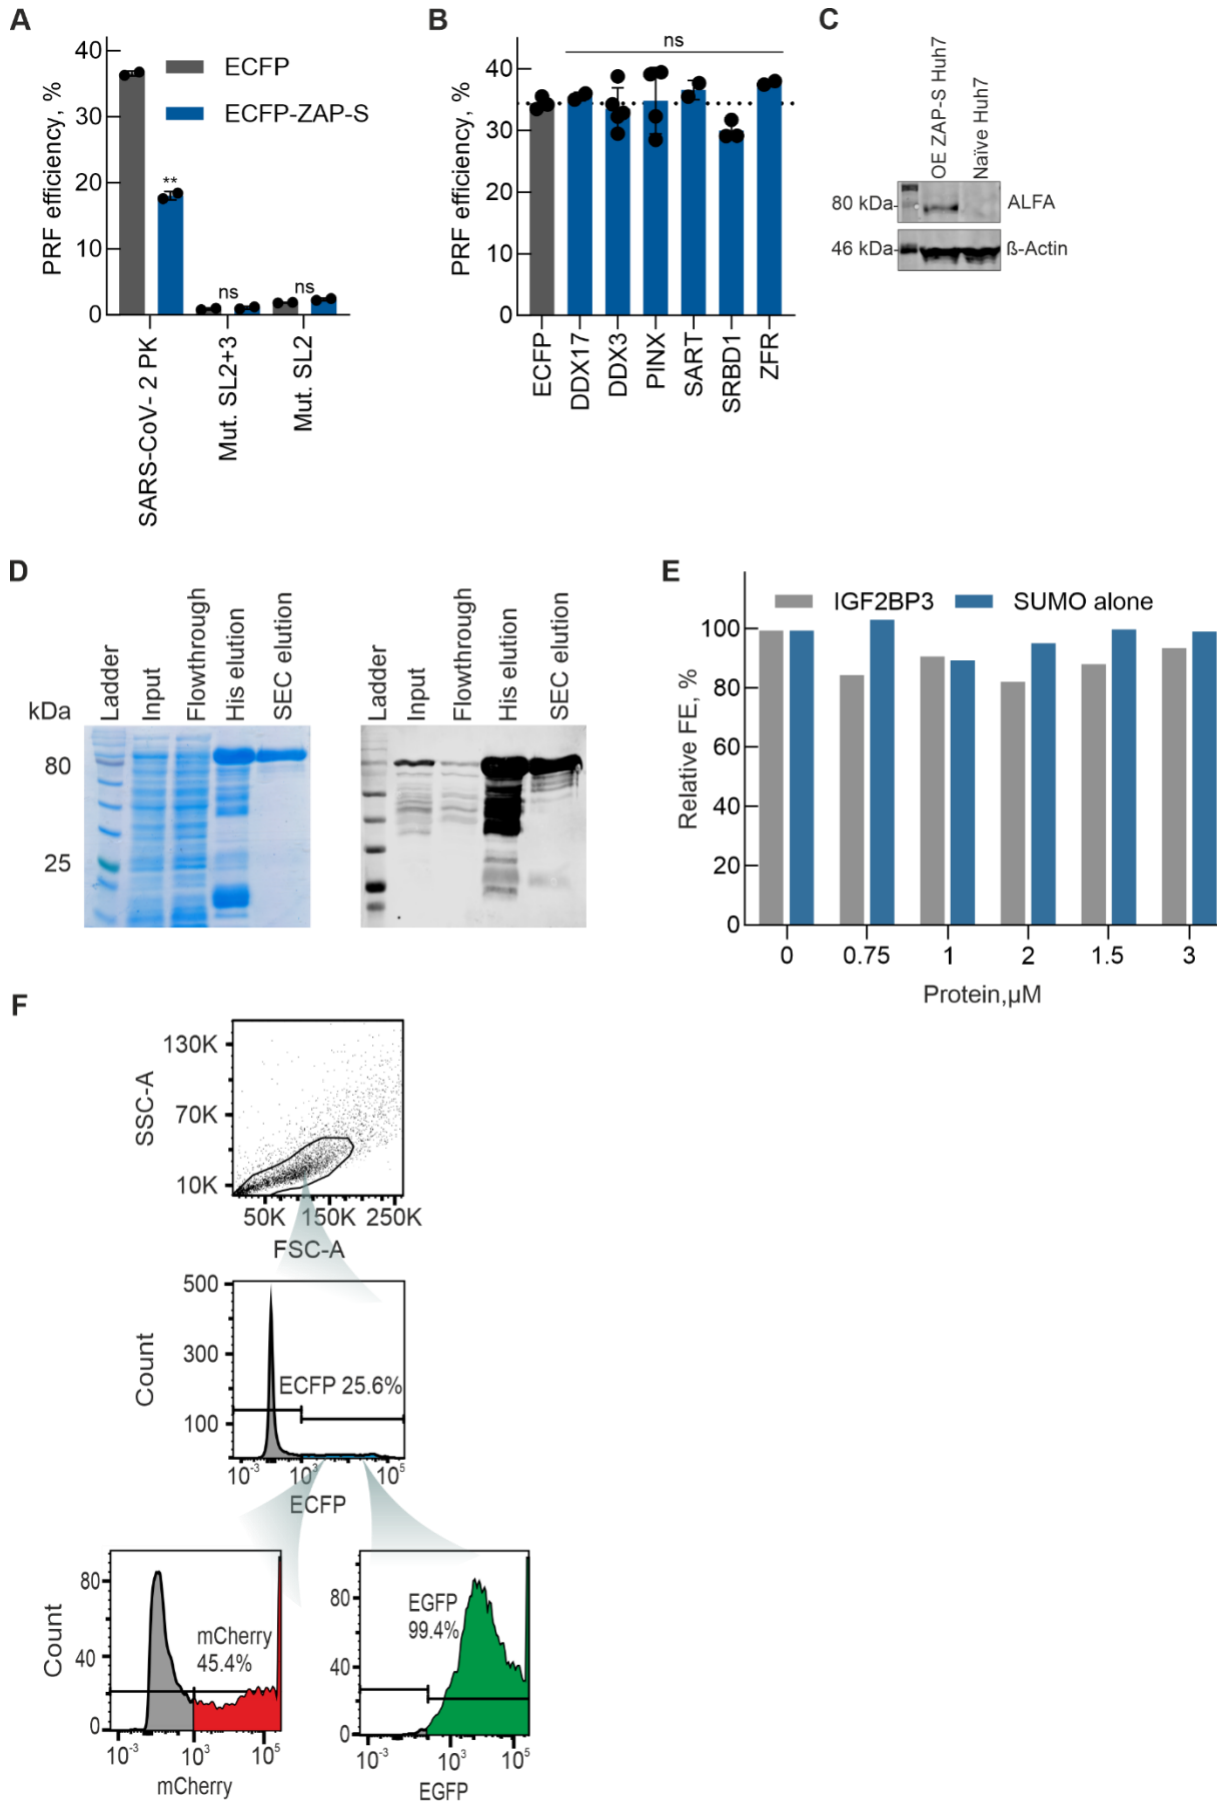 A
PRF efficiency, %
40
30
20
10
0
ECFP
ECFP-ZAP-S
**
ns
ns
SARS-CoV- 2 PK
Mut. SL2+3
Mut. SL2
B
PRF efficiency, %
40
30
20
10
0
ns
ECFP
DDX17
DDX3
PINX
SART
SRBD1
ZFR
C
OE ZAP-S Huh7
Naïve Huh7
80 kDa
ALFA
46 kDa
ß-Actin
D
kDa
80
25
Ladder
Input
Flowthrough
His elution
SEC elution
Ladder
Input
Flowthrough
His elution
SEC elution
E
IGF2BP3
SUMO alone
Relative FE, %
100
80
60
40
20
0
0 0.75 1 2 1.5 3
Protein,µM
F
SSC-A
130K
70K
10K
50K 150K 250K
FSC-A
Count
500
300
100
ECFP 25.6%
10-3 103 105
ECFP
Count
80
40
0
mCherry
45.4%
10-3 103 105
mCherry
80
40
0
EGFP
99.4%
10-3 103 105
EGFP